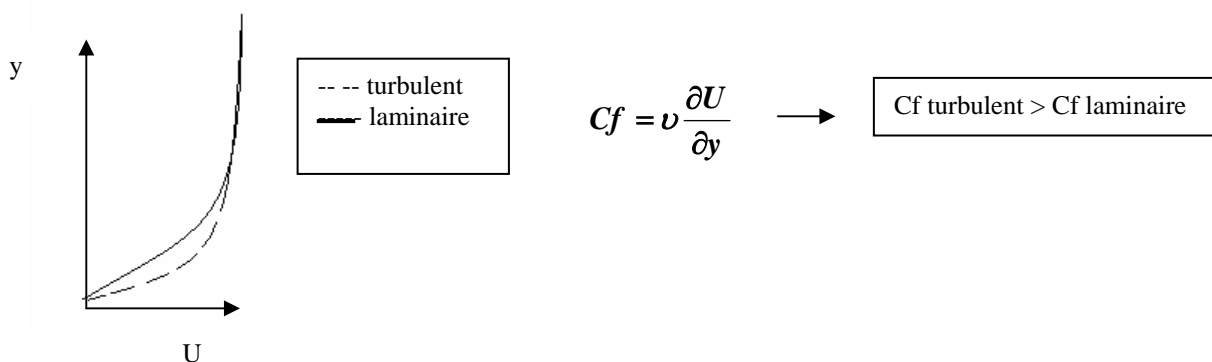 y
U
-- -- turbulent
laminaire
Cf = υ ∂U/∂y
Cf turbulent > Cf laminaire